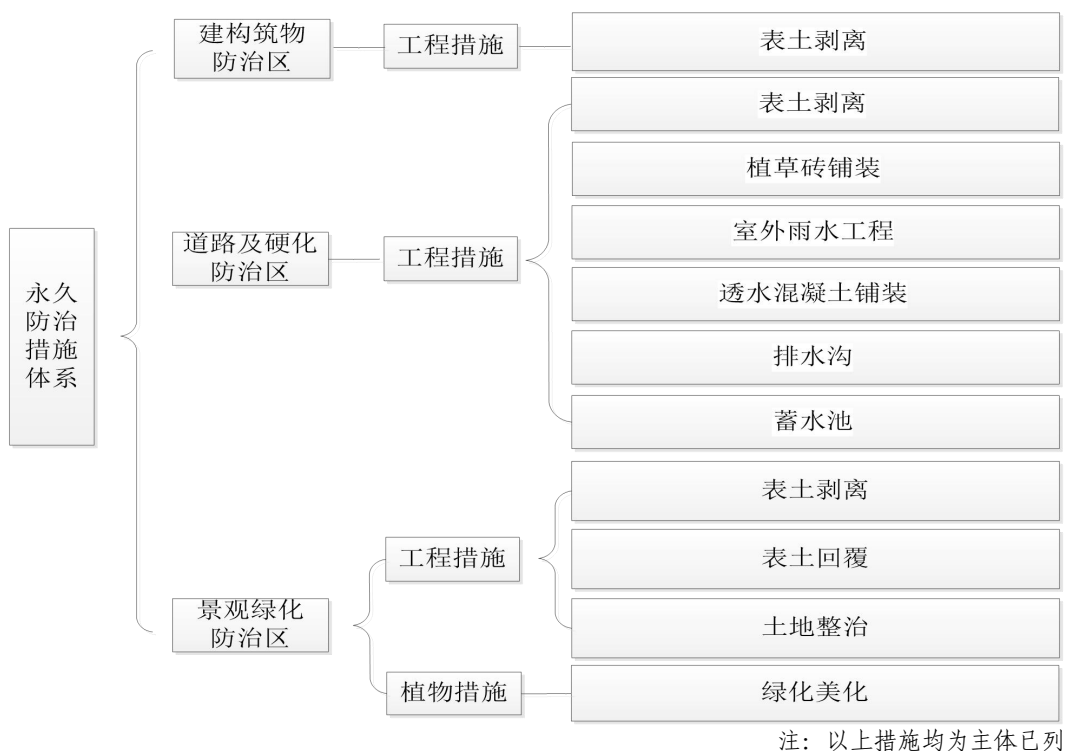 永久
防治
措施
体系
建构筑物
防治区
工程措施
表土剥离
道路及硬化
防治区
工程措施
表土剥离
植草砖铺装
室外雨水工程
透水混凝土铺装
排水沟
蓄水池
景观绿化
防治区
工程措施
表土剥离
表土回覆
土地整治
植物措施
绿化美化
注：以上措施均为主体已列